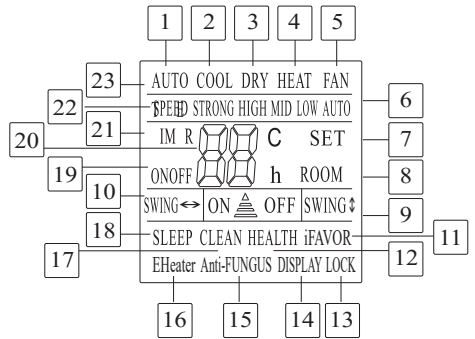 1 2 3 4 5
23 AUTO COOL DRY HEAT FAN
22 SPEED STRONG HIGH MID LOW AUTO 6
21 IM R C SET 7
20 88
19 ONOFF h ROOM 8
10 SWING ↔ ON OFF SWING ↕ 9
18 SLEEP CLEAN HEALTH iFAVOR 11
17 EHeater Anti-FUNGUS DISPLAY LOCK 12
16 15 14 13